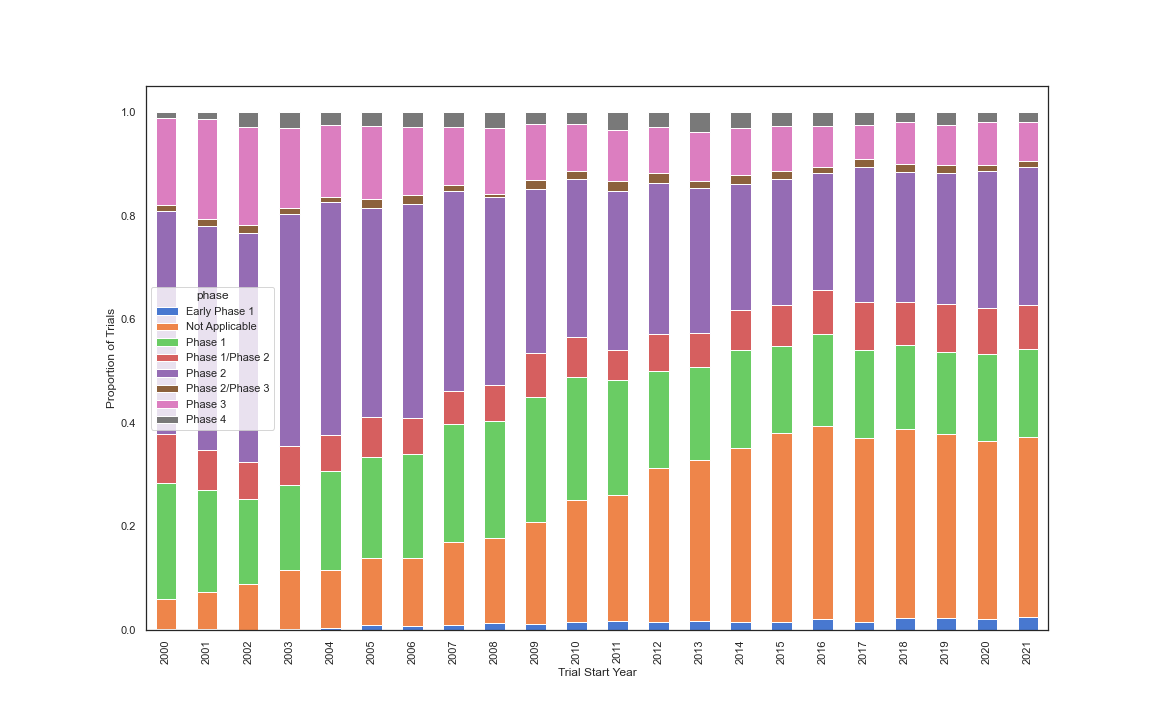 1.0
0.8
0.6
0.4
0.2
0.0
Proportion of Trials
phase
Early Phase 1
Not Applicable
Phase 1
Phase 1/Phase 2
Phase 2
Phase 2/Phase 3
Phase 3
Phase 4
2000
2001
2002
2003
2004
2005
2006
2007
2008
2009
2010
2011
2012
2013
2014
2015
2016
2017
2018
2019
2020
2021
Trial Start Year